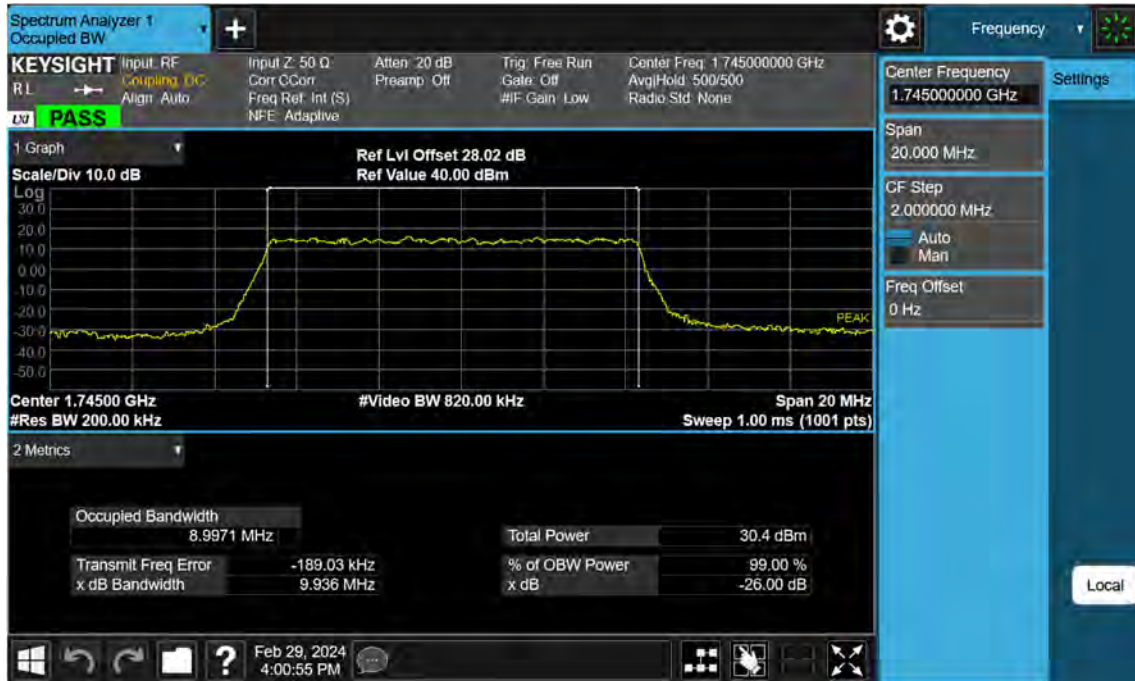 Spectrum Analyzer 1
Occupied BW
+
Frequency
KEYSIGHT
R L
LXI PASS
Input: RF
Coupling: DC
Align: Auto
Input Z: 50 Ω
Corr CCorr
Freq Ref: Int (S)
NFE: Adaptive
Atten: 20 dB
Preamp: Off
Trig: Free Run
Gate: Off
#IF Gain: Low
Center Freq: 1.745000000 GHz
Avg|Hold: 500/500
Radio Std: None
1 Graph
Scale/Div 10.0 dB
Ref Lvl Offset 28.02 dB
Ref Value 40.00 dBm
Log
30.0
20.0
10.0
0.00
-10.0
-20.0
-30.0
-40.0
-50.0
PEAK
Center 1.74500 GHz
#Video BW 820.00 kHz
Span 20 MHz
#Res BW 200.00 kHz
Sweep 1.00 ms (1001 pts)
2 Metrics
Occupied Bandwidth
8.9971 MHz
Total Power 30.4 dBm
Transmit Freq Error -189.03 kHz
% of OBW Power 99.00 %
x dB Bandwidth 9.936 MHz
x dB -26.00 dB
Center Frequency
1.745000000 GHz
Span
20.000 MHz
CF Step
2.000000 MHz
Auto
Man
Freq Offset
0 Hz
Settings
Local
?
Feb 29, 2024
4:00:55 PM